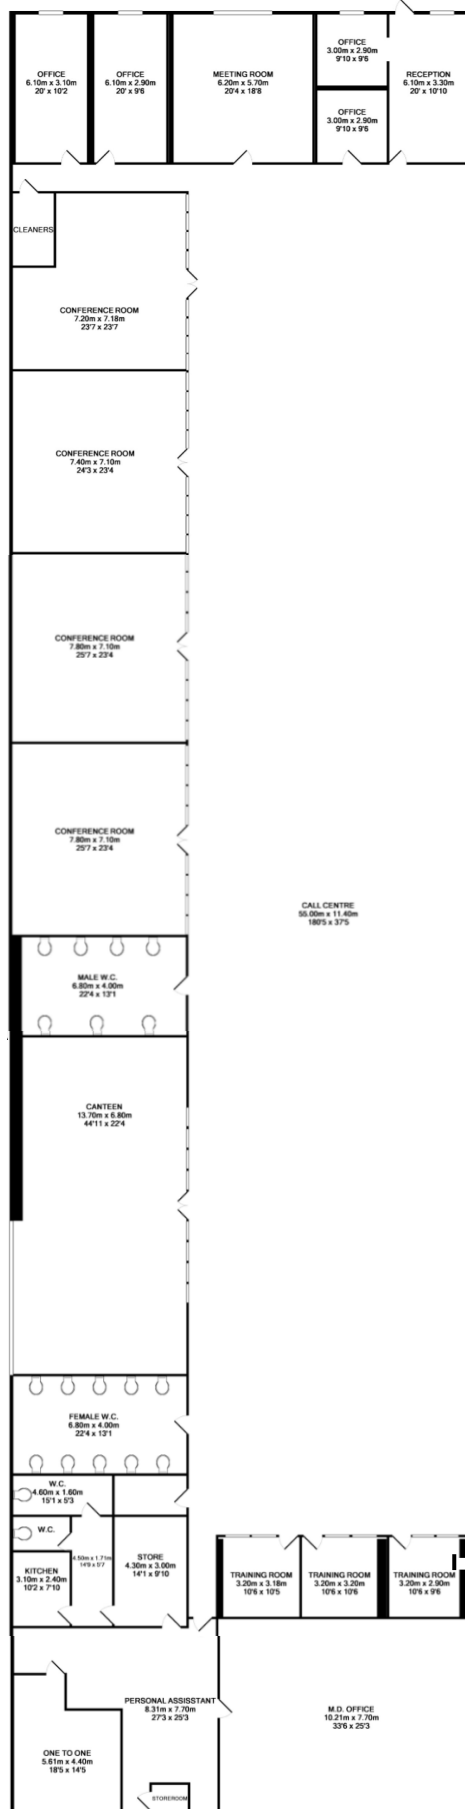 OFFICE
6.10m x 3.10m
20' x 10'2
OFFICE
6.10m x 2.90m
20' x 9'6
MEETING ROOM
6.20m x 5.70m
20'4 x 18'8
OFFICE
3.00m x 2.90m
9'10 x 9'6
OFFICE
3.00m x 2.90m
9'10 x 9'6
RECEPTION
6.10m x 3.30m
20' x 10'10
CLEANERS
CONFERENCE ROOM
7.20m x 7.18m
23'7 x 23'7
CONFERENCE ROOM
7.40m x 7.10m
24'3 x 23'4
CONFERENCE ROOM
7.80m x 7.10m
25'7 x 23'4
CONFERENCE ROOM
7.80m x 7.10m
25'7 x 23'4
CALL CENTRE
55.00m x 11.40m
180'5 x 37'5
MALE W.C.
6.80m x 4.00m
22'4 x 13'1
CANTEEN
13.70m x 6.80m
44'11 x 22'4
FEMALE W.C.
6.80m x 4.00m
22'4 x 13'1
W.C.
4.60m x 1.60m
15'1 x 5'3
W.C.
4.50m x 1.71m
14'9 x 5'7
STORE
4.30m x 3.00m
14'1 x 9'10
KITCHEN
3.10m x 2.40m
10'2 x 7'10
TRAINING ROOM
3.20m x 3.18m
10'6 x 10'5
TRAINING ROOM
3.20m x 3.20m
10'6 x 10'6
TRAINING ROOM
3.20m x 2.90m
10'6 x 9'6
PERSONAL ASSISSTANT
8.31m x 7.70m
27'3 x 25'3
M.D. OFFICE
10.21m x 7.70m
33'6 x 25'3
ONE TO ONE
5.61m x 4.40m
18'5 x 14'5
STOREROOM